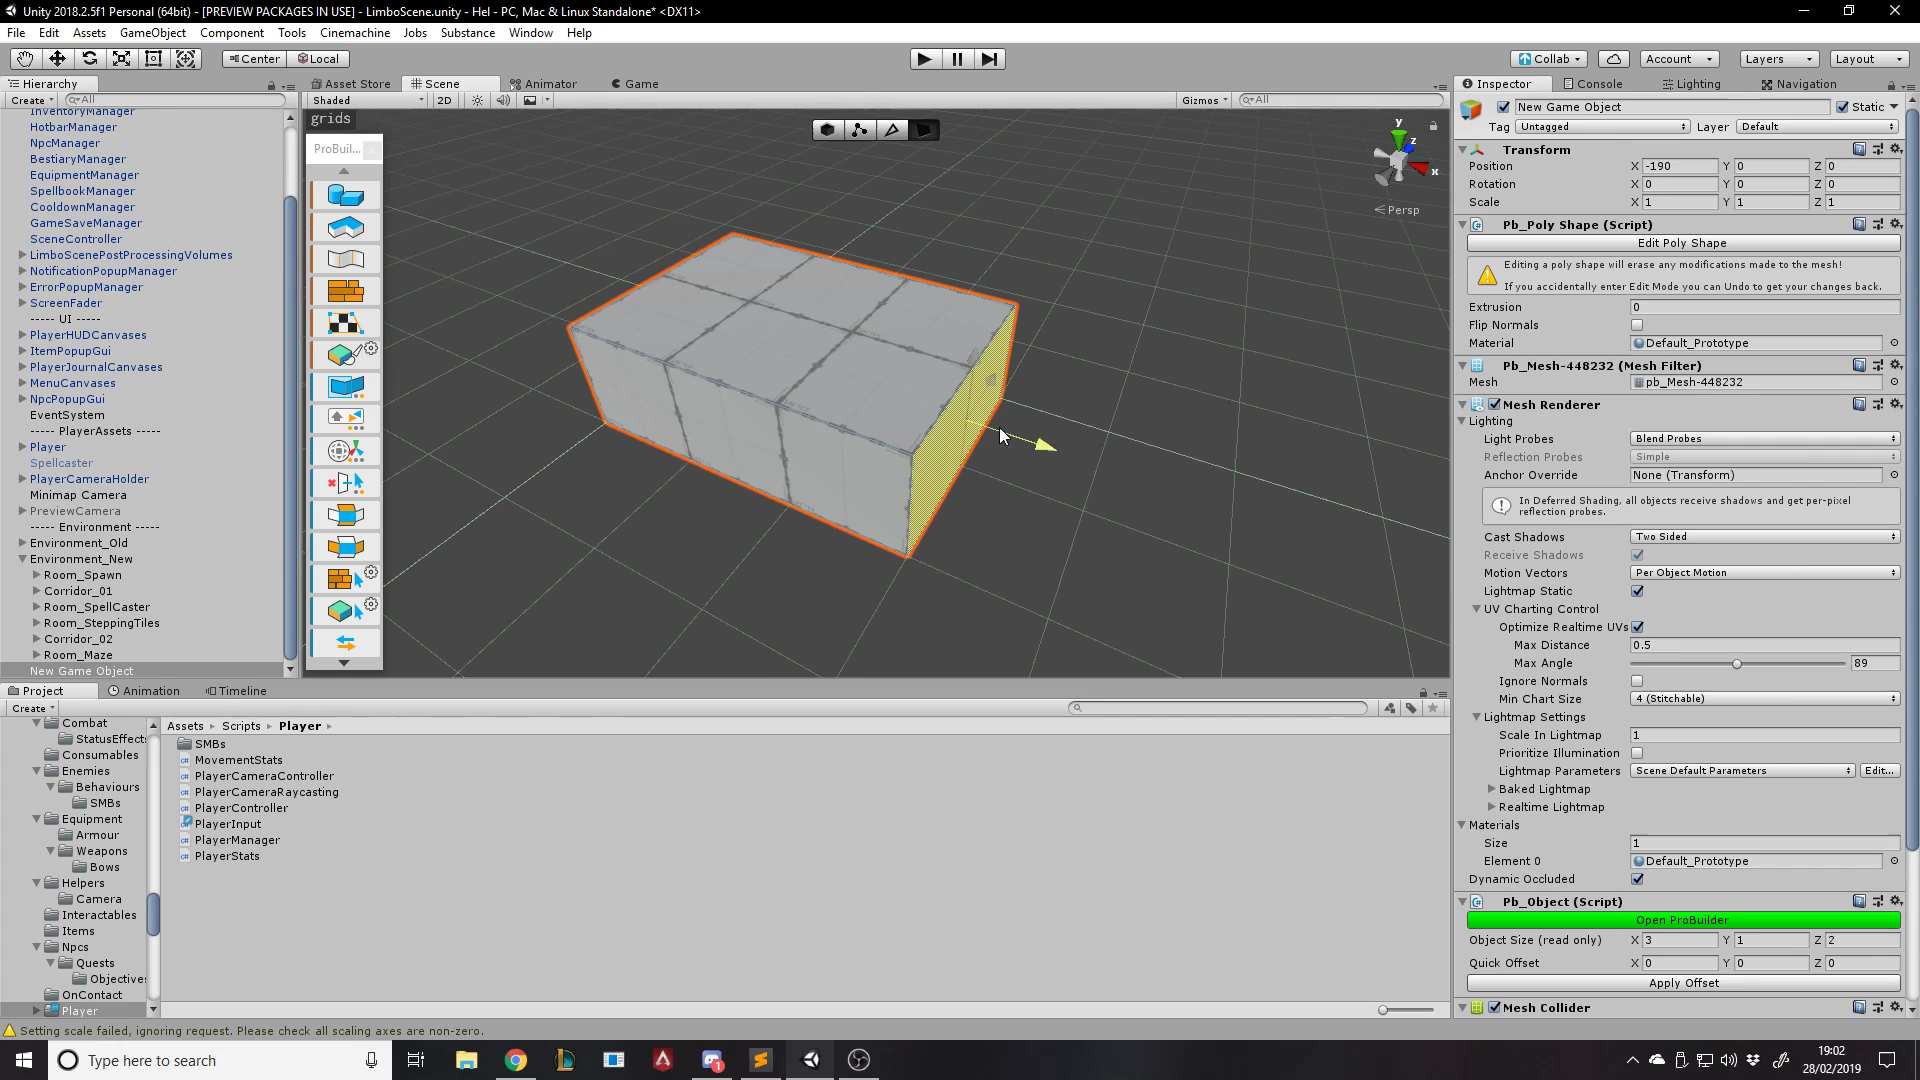 Unity 2018.2.5f1 Personal (64bit) - [PREVIEW PACKAGES IN USE] - LimboScene.unity - Hel - PC, Mac & Linux Standalone* <DX11>
File Edit Assets GameObject Component Tools Cinemachine Jobs Substance Window Help
Center Local Collab Account Layers Layout
Hierarchy Asset Store Scene Animator Game Inspector Console Lighting Navigation
Create All Shaded 2D Gizmos All
grids
ProBuil...
y
z
x
Persp
InventoryManager
HotbarManager
NpcManager
BestiaryManager
EquipmentManager
SpellbookManager
CooldownManager
GameSaveManager
SceneController
LimboScenePostProcessingVolumes
NotificationPopupManager
ErrorPopupManager
ScreenFader
----- UI -----
PlayerHUDCanvases
ItemPopupGui
PlayerJournalCanvases
MenuCanvases
NpcPopupGui
EventSystem
----- PlayerAssets -----
Player
Spellcaster
PlayerCameraHolder
Minimap Camera
PreviewCamera
----- Environment -----
Environment_Old
Environment_New
Room_Spawn
Corridor_01
Room_SpellCaster
Room_SteppingTiles
Corridor_02
Room_Maze
New Game Object
New Game Object Static
Tag Untagged Layer Default
Transform
Position X -190 Y 0 Z 0
Rotation X 0 Y 0 Z 0
Scale X 1 Y 1 Z 1
Pb_Poly Shape (Script)
Edit Poly Shape
Editing a poly shape will erase any modifications made to the mesh!
If you accidentally enter Edit Mode you can Undo to get your changes back.
Extrusion 0
Flip Normals
Material Default_Prototype
Pb_Mesh-448232 (Mesh Filter)
Mesh pb_Mesh-448232
Mesh Renderer
Lighting
Light Probes Blend Probes
Reflection Probes Simple
Anchor Override None (Transform)
In Deferred Shading, all objects receive shadows and get per-pixel
reflection probes.
Cast Shadows Two Sided
Receive Shadows
Motion Vectors Per Object Motion
Lightmap Static
UV Charting Control
Optimize Realtime UVs
Max Distance 0.5
Max Angle 89
Ignore Normals
Min Chart Size 4 (Stitchable)
Lightmap Settings
Scale In Lightmap 1
Prioritize Illumination
Lightmap Parameters Scene Default Parameters Edit...
Baked Lightmap
Realtime Lightmap
Materials
Size 1
Element 0 Default_Prototype
Dynamic Occluded
Pb_Object (Script)
Open ProBuilder
Object Size (read only) X 3 Y 1 Z 2
Quick Offset X 0 Y 0 Z 0
Apply Offset
Mesh Collider
Project Animation Timeline
Create
Combat
StatusEffect
Consumables
Enemies
Behaviours
SMBs
Equipment
Armour
Weapons
Bows
Helpers
Camera
Interactables
Items
Npcs
Quests
Objective
OnContact
Player
Assets Scripts Player
SMBs
MovementStats
PlayerCameraController
PlayerCameraRaycasting
PlayerController
PlayerInput
PlayerManager
PlayerStats
Setting scale failed, ignoring request. Please check all scaling axes are non-zero.
Type here to search
1
19:02
28/02/2019